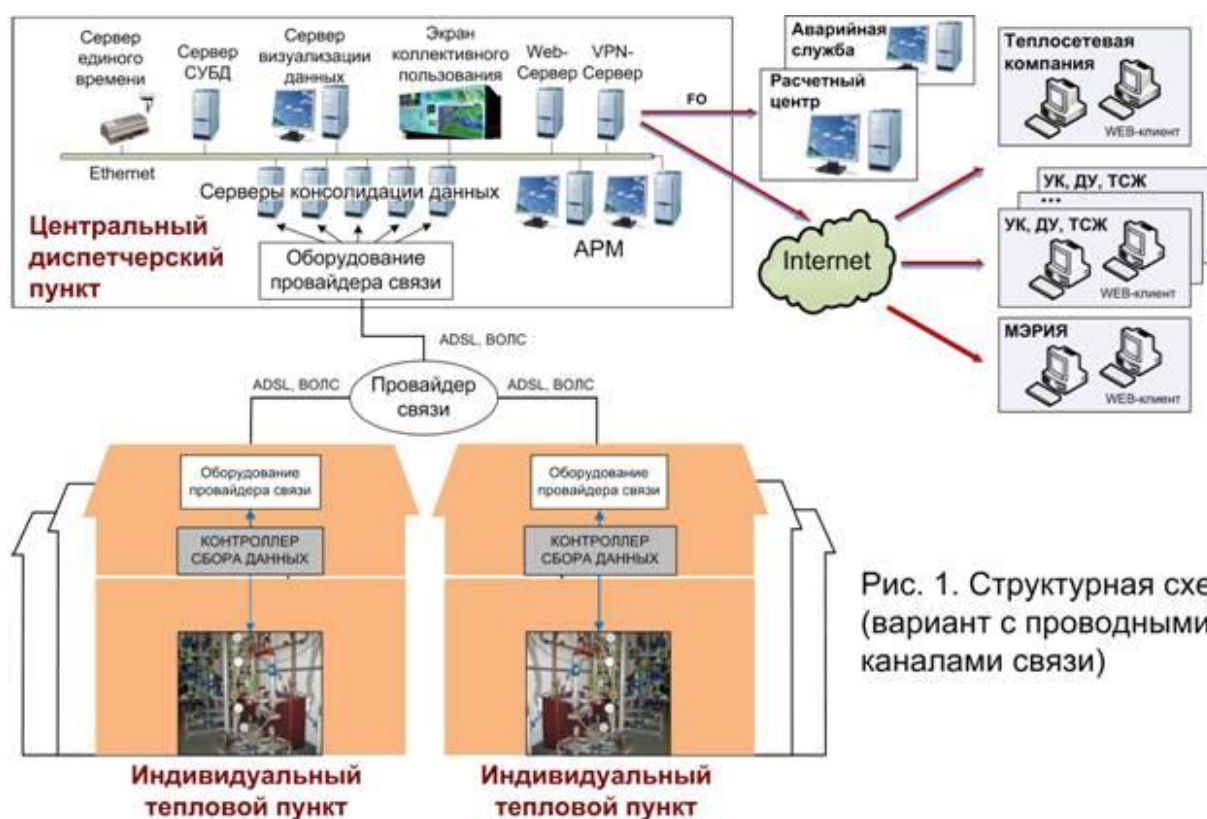 Сервер
единого
времени
Сервер
СУБД
Сервер
визуализации
данных
Экран
коллективного
пользования
Web-
Сервер
VPN-
Сервер
Ethernet
Серверы консолидации данных
АРМ
Центральный
диспетчерский
пункт
Оборудование
провайдера связи
FO
Аварийная
служба
Расчетный
центр
Internet
Теплосетевая
компания
WEB-клиент
УК, ДУ, ТСЖ
...
УК, ДУ, ТСЖ
WEB-клиент
МЭРИЯ
WEB-клиент
ADSL, ВОЛС
ADSL, ВОЛС
Провайдер
связи
ADSL, ВОЛС
Оборудование
провайдера связи
КОНТРОЛЛЕР
СБОРА ДАННЫХ
Индивидуальный
тепловой пункт
Оборудование
провайдера связи
КОНТРОЛЛЕР
СБОРА ДАННЫХ
Индивидуальный
тепловой пункт
Рис. 1. Структурная схе
(вариант с проводными
каналами связи)